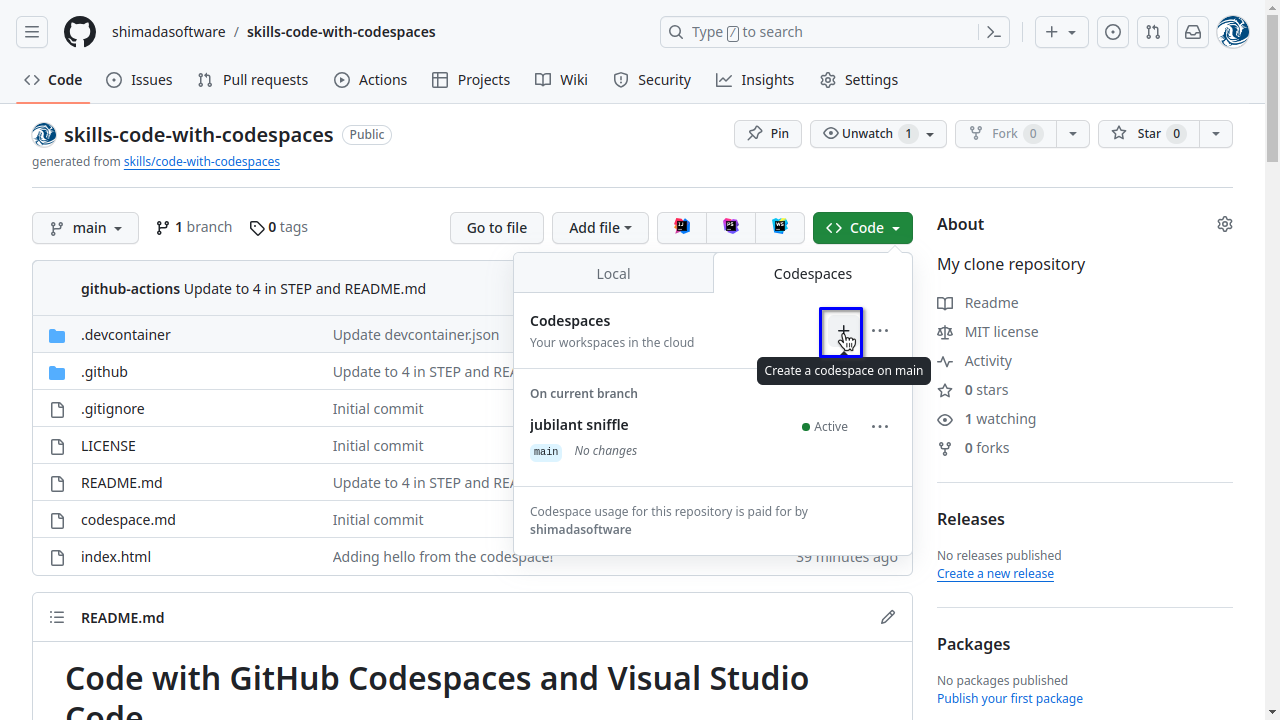 shimadasoftware / skills-code-with-codespaces
Type / to search
Code
Issues
Pull requests
Actions
Projects
Wiki
Security
Insights
Settings
skills-code-with-codespaces Public
Pin
Unwatch 1
Fork 0
Star 0
generated from skills/code-with-codespaces
main
1 branch
0 tags
Go to file
Add file
Code
Local
Codespaces
Codespaces
Your workspaces in the cloud
Create a codespace on main
On current branch
jubilant sniffle
Active
main No changes
Codespace usage for this repository is paid for by
shimadasoftware
github-actions Update to 4 in STEP and README.md
.devcontainer Update devcontainer.json
.github Update to 4 in STEP and
.gitignore Initial commit
LICENSE Initial commit
README.md Update to 4 in STEP and
codespace.md Initial commit
index.html Adding hello from the codespace! 39 minutes ago
README.md
Code with GitHub Codespaces and Visual Studio
Code
About
My clone repository
Readme
MIT license
Activity
0 stars
1 watching
0 forks
Releases
No releases published
Create a new release
Packages
No packages published
Publish your first package